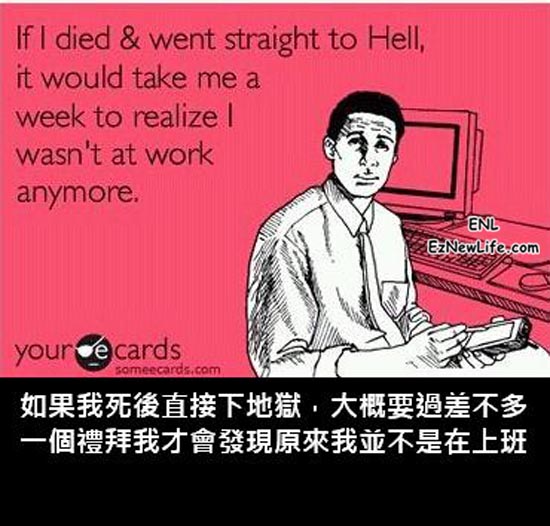 If I died & went straight to Hell,
it would take me a
week to realize I
wasn't at work
anymore.
ENL
EzNewLife.com
your e cards
someecards.com
如果我死後直接下地獄，大概要過差不多
一個禮拜我才會發現原來我並不是在上班